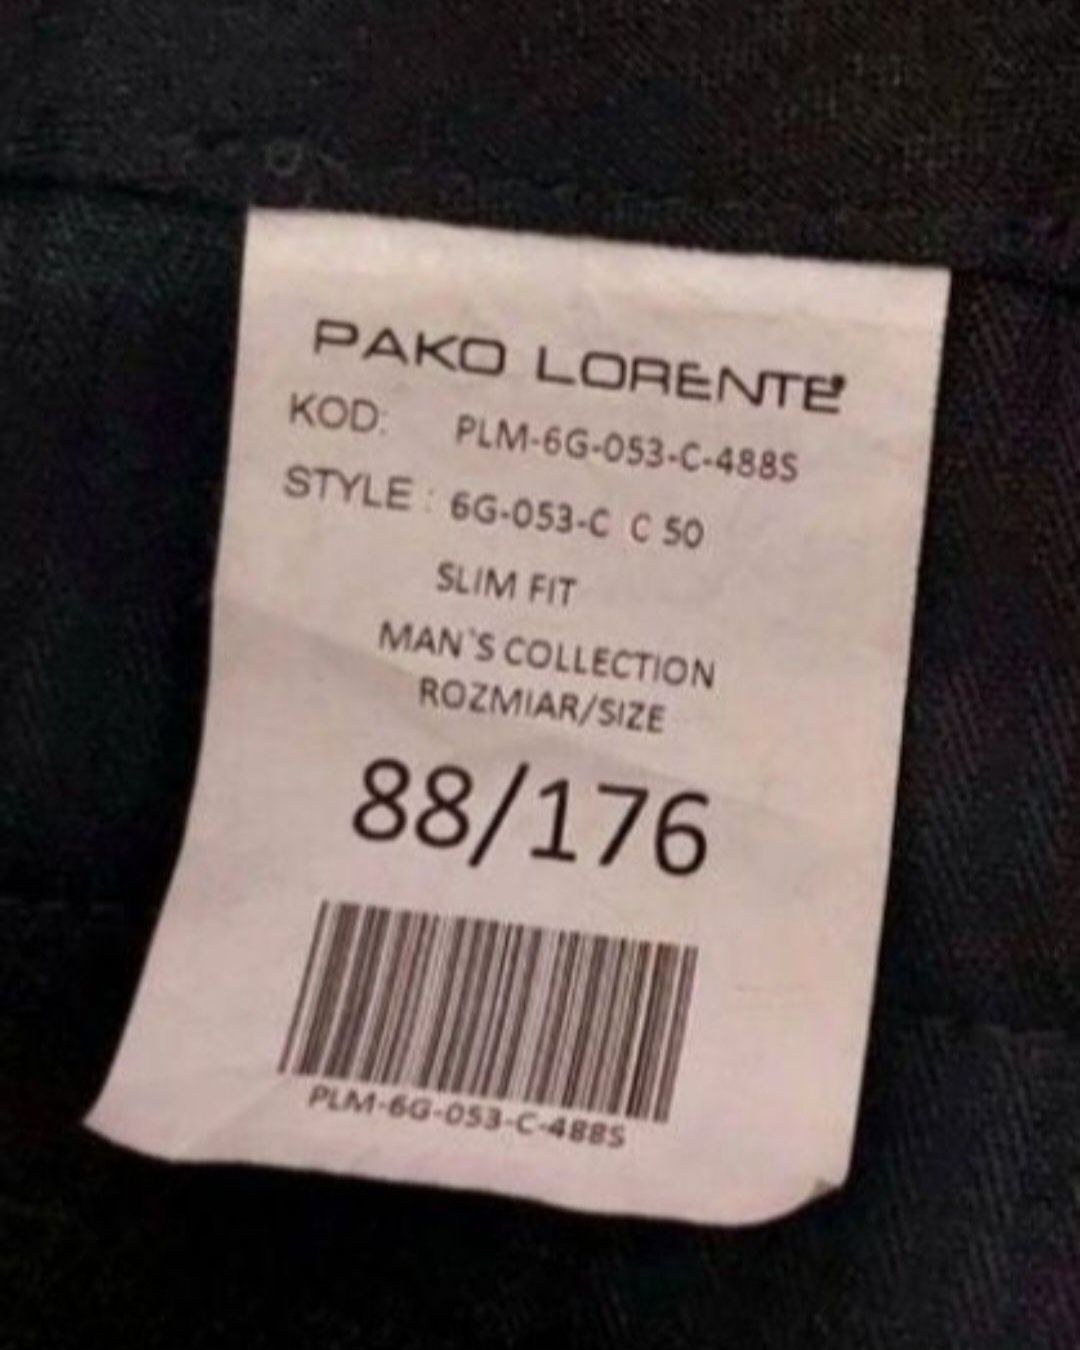 PAKO LORENTE
KOD: PLM-6G-053-C-488S
STYLE : 6G-053-C C 50
SLIM FIT
MAN`S COLLECTION
ROZMIAR/SIZE
88/176
PLM-6G-053-C-488S